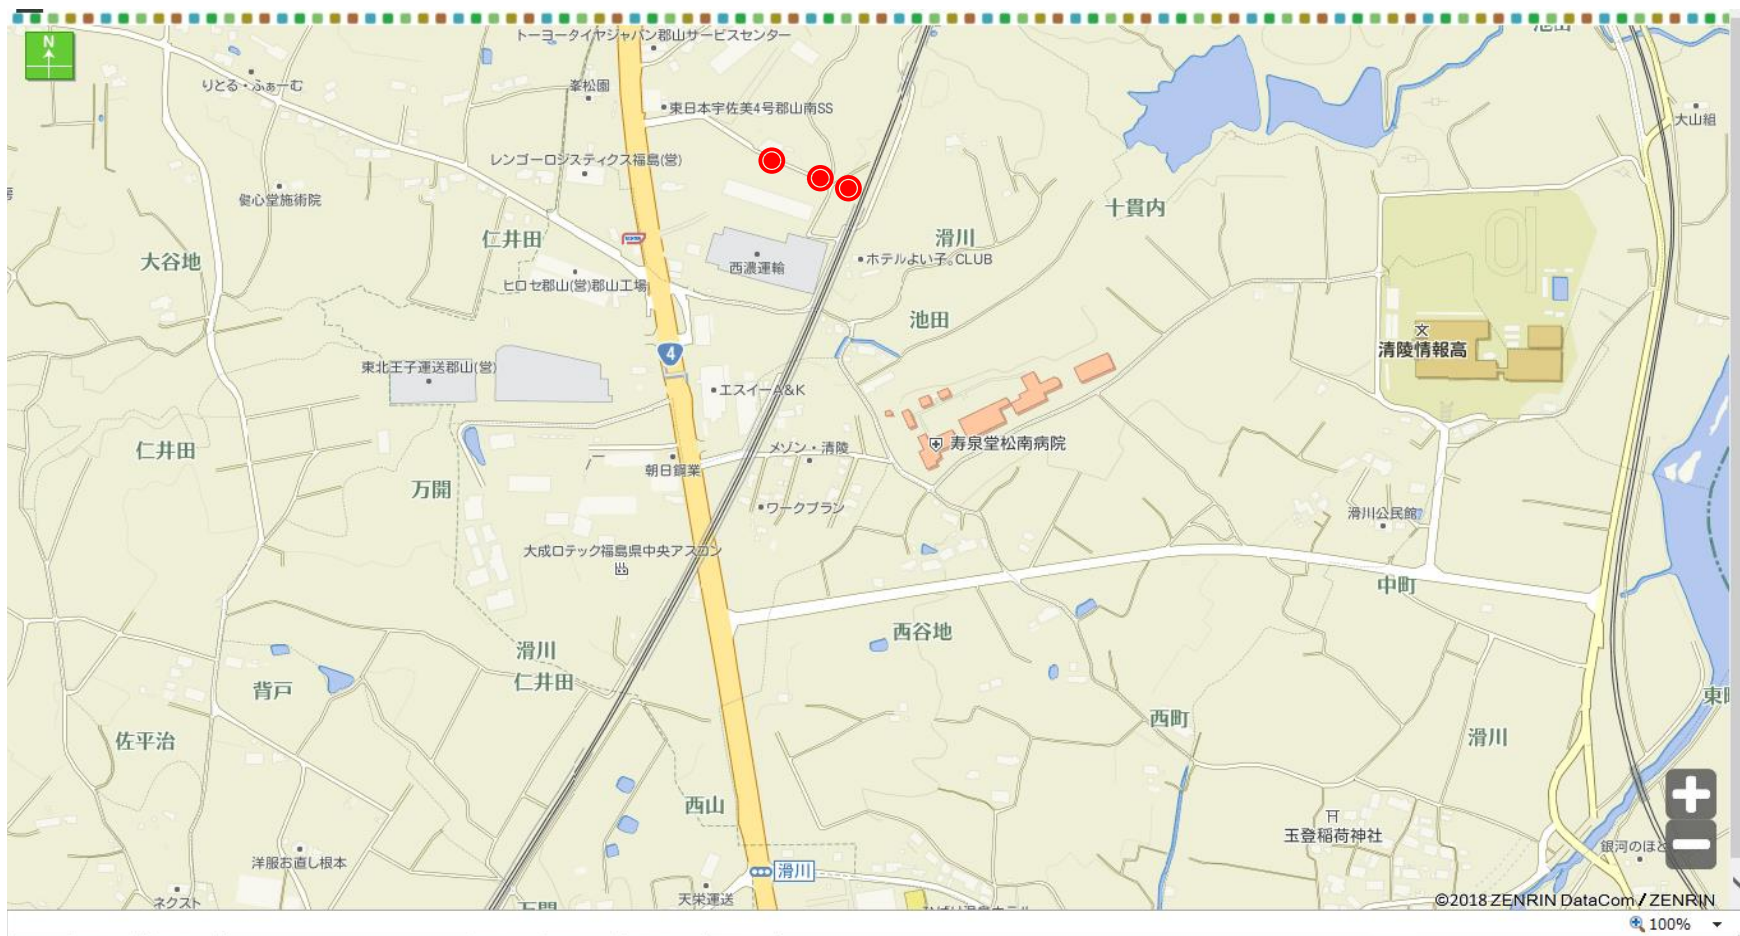 トーヨータイヤジャパン郡山サービスセンター
池田
N
りとる・ふぁーむ
峯松園
東日本宇佐美4号郡山南SS
大山組
レンゴーロジスティクス福島(営)
健心堂施術院
十貫内
仁井田
滑川
大谷地
西濃運輸
ホテルよい子。CLUB
ヒロセ郡山(営)郡山工場
池田
文
清陵情報高
4
東北王子運送郡山(営)
エスイーA&K
仁井田
メゾン・清陵
寿泉堂松南病院
朝日鋼業
万開
ワークプラン
滑川公民館
大成ロテック福島県中央アスコン
中町
西谷地
滑川
仁井田
背戸
東
西町
佐平治
滑川
西山
玉登稲荷神社
銀河のほと
洋服お直し根本
滑川
天栄運送
ネクスト
万開
©2018 ZENRIN DataCom / ZENRIN
100%